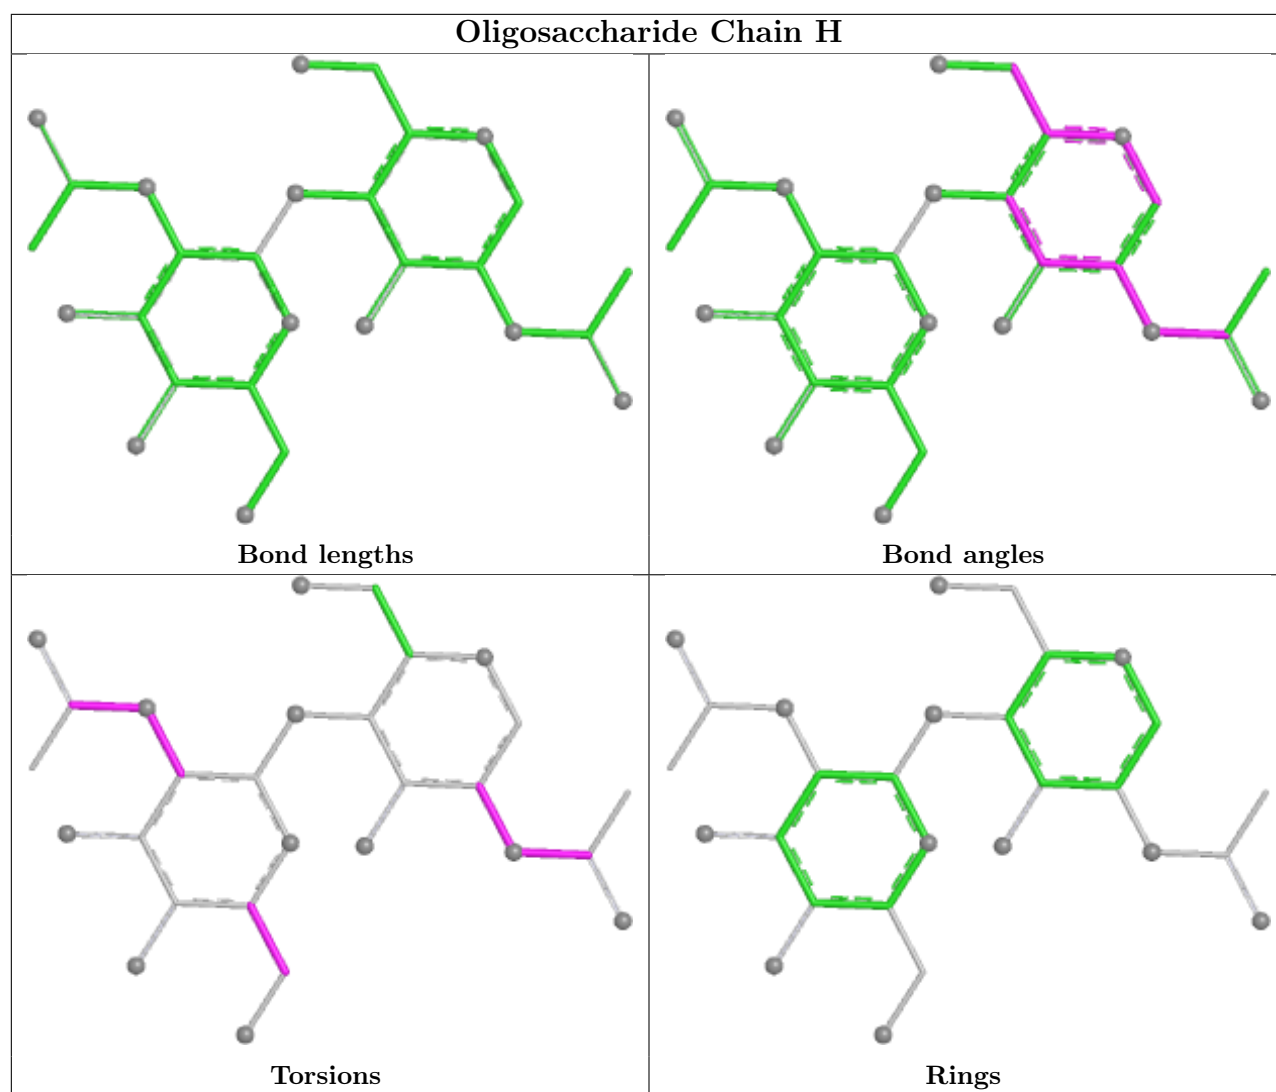 Oligosaccharide Chain H
Bond lengths
Bond angles
Torsions
Rings